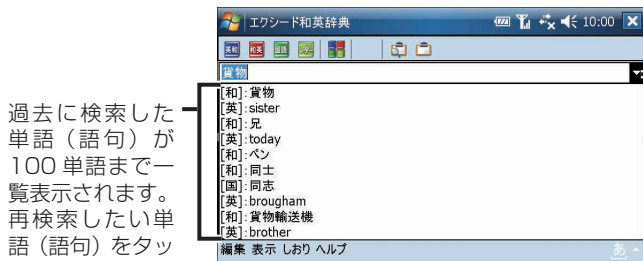 エクシード和英辞典 10:00
英和 和英 国語
貨物
[和]:貨物
[英]:sister
[和]:兄
[英]:today
[和]:ペン
[和]:同士
[国]:同志
[英]:brougham
[和]:貨物輸送機
[英]:brother
編集 表示 しおり ヘルプ あ
過去に検索した
単語（語句）が
100 単語まで一
覧表示されます。
再検索したい単
語（語句）をタッ